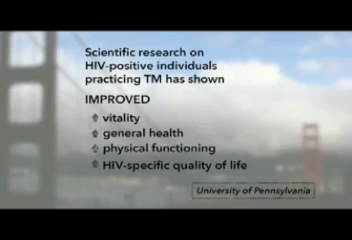 Scientific research on
HIV-positive individuals
practicing TM has shown
IMPROVED
vitality
general health
physical functioning
HIV-specific quality of life
University of Pennsylvania